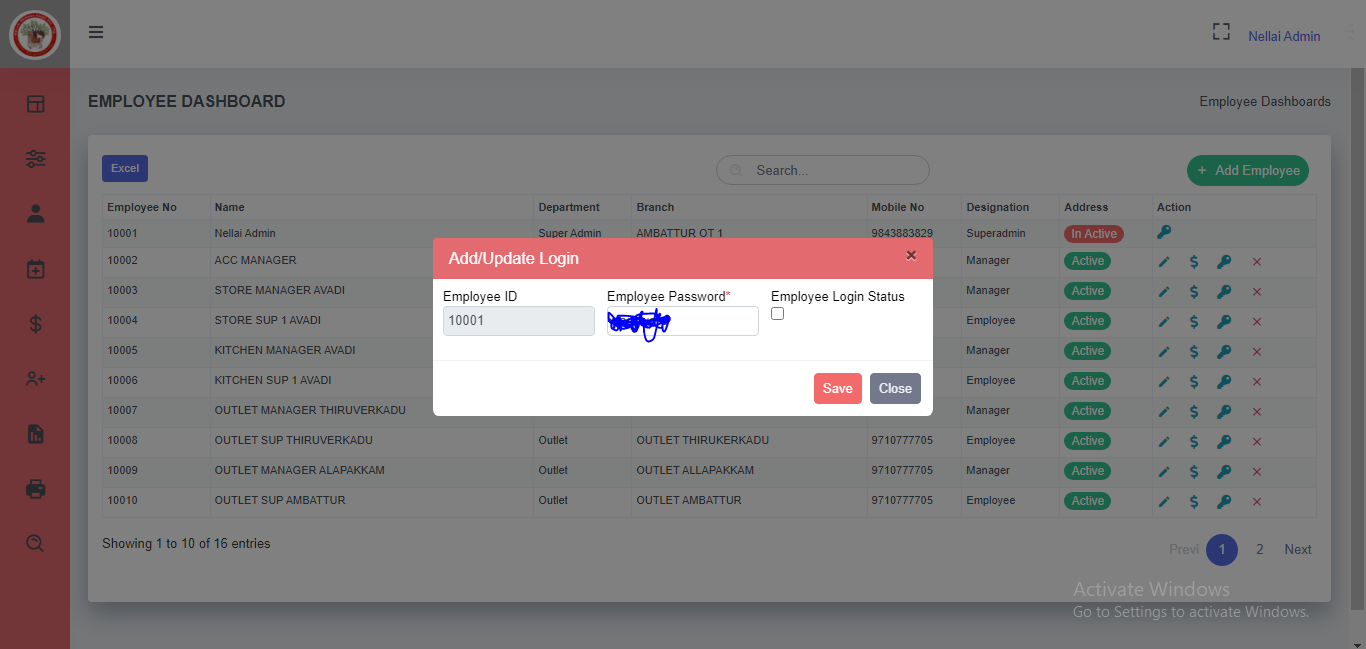 Nellai Admin
EMPLOYEE DASHBOARD
Employee Dashboards
Excel
Search...
+ Add Employee
Employee No Name Department Branch Mobile No Designation Address Action
10001 Nellai Admin Super Admin AMBATTUR OT 1 9843883829 Superadmin In Active
10002 ACC MANAGER Manager Active
10003 STORE MANAGER AVADI Manager Active
10004 STORE SUP 1 AVADI Employee Active
10005 KITCHEN MANAGER AVADI Manager Active
10006 KITCHEN SUP 1 AVADI Employee Active
10007 OUTLET MANAGER THIRUVERKADU Manager Active
10008 OUTLET SUP THIRUVERKADU Outlet OUTLET THIRUKERKADU 9710777705 Employee Active
10009 OUTLET MANAGER ALAPAKKAM Outlet OUTLET ALLAPAKKAM 9710777705 Manager Active
10010 OUTLET SUP AMBATTUR Outlet OUTLET AMBATTUR 9710777705 Employee Active
Add/Update Login ×
Employee ID Employee Password* Employee Login Status
10001
Save Close
Showing 1 to 10 of 16 entries
Previ 1 2 Next
Activate Windows
Go to Settings to activate Windows.